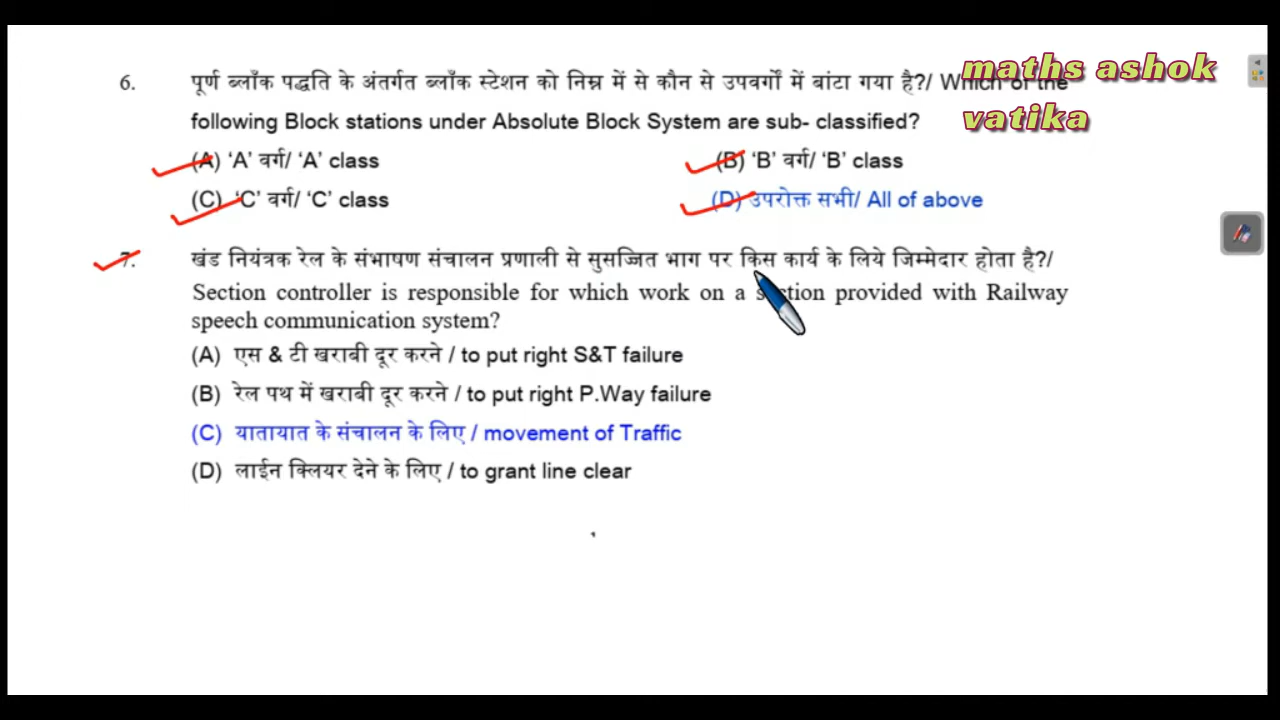 maths ashok
vatika
6. पूर्ण ब्लॉक पद्धति के अंतर्गत ब्लॉक स्टेशन को निम्न में से कौन से उपवर्गों में बांटा गया है?/ Which of the
following Block stations under Absolute Block System are sub- classified?
(A) 'A' वर्ग/ 'A' class (B) 'B' वर्ग/ 'B' class
(C) 'C' वर्ग/ 'C' class (D) उपरोक्त सभी/ All of above
7. खंड नियंत्रक रेल के संभाषण संचालन प्रणाली से सुसज्जित भाग पर किस कार्य के लिये जिम्मेदार होता है?/
Section controller is responsible for which work on a section provided with Railway
speech communication system?
(A) एस & टी खराबी दूर करने / to put right S&T failure
(B) रेल पथ में खराबी दूर करने / to put right P.Way failure
(C) यातायात के संचालन के लिए / movement of Traffic
(D) लाईन क्लियर देने के लिए / to grant line clear